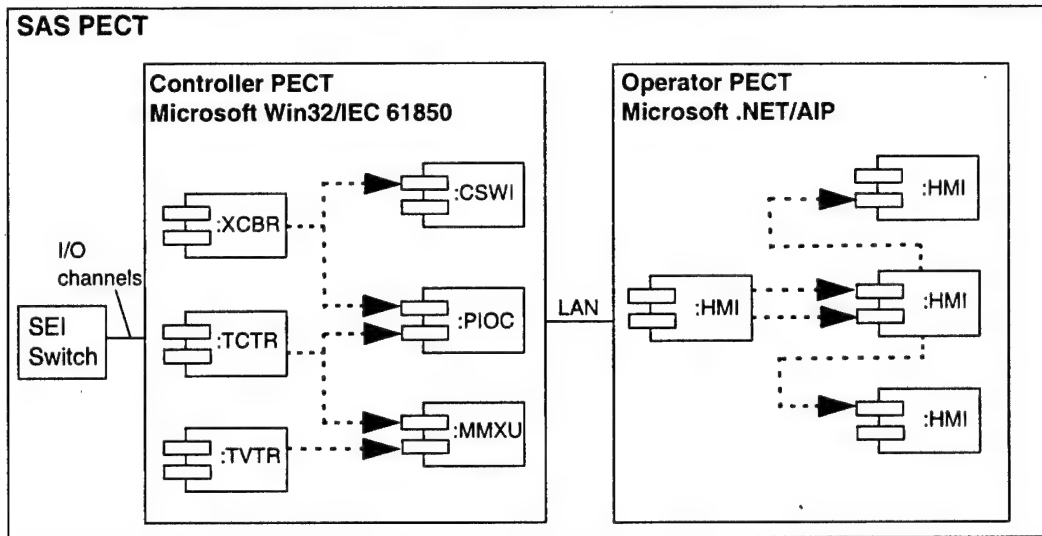 SAS PECT
Controller PECT
Microsoft Win32/IEC 61850
Operator PECT
Microsoft .NET/AIP
:CSWI
:HMI
:XCBR
I/O
channels
SEI
Switch
:TCTR
:PIOC
LAN
:HMI
:HMI
:TVTR
:MMXU
:HMI